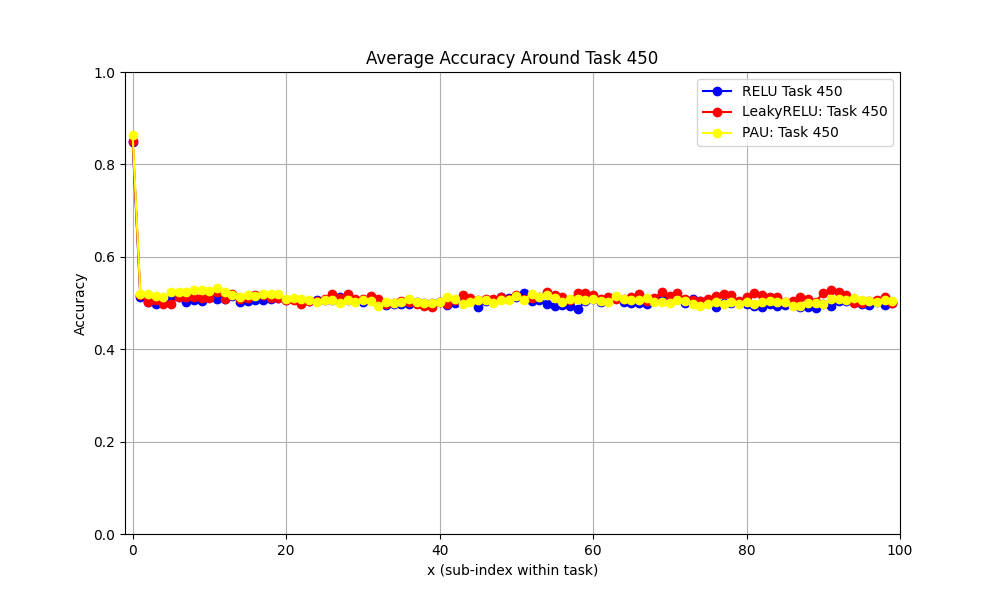 Average Accuracy Around Task 450
RELU Task 450
LeakyRELU: Task 450
PAU: Task 450
Accuracy
1.0
0.8
0.6
0.4
0.2
0.0
0 20 40 60 80 100
x (sub-index within task)